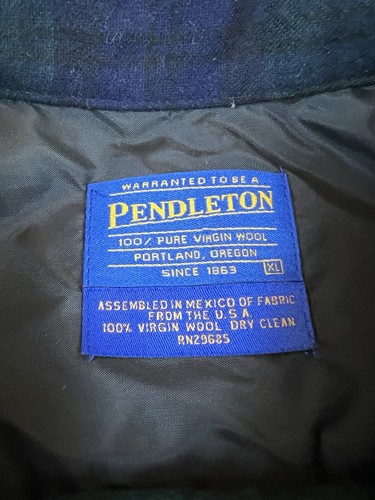 WARRANTED TO BE A
PENDLETON
100% PURE VIRGIN WOOL
PORTLAND, OREGON
SINCE 1863 XL
ASSEMBLED IN MEXICO OF FABRIC
FROM THE U.S.A.
100% VIRGIN WOOL DRY CLEAN
RN29685